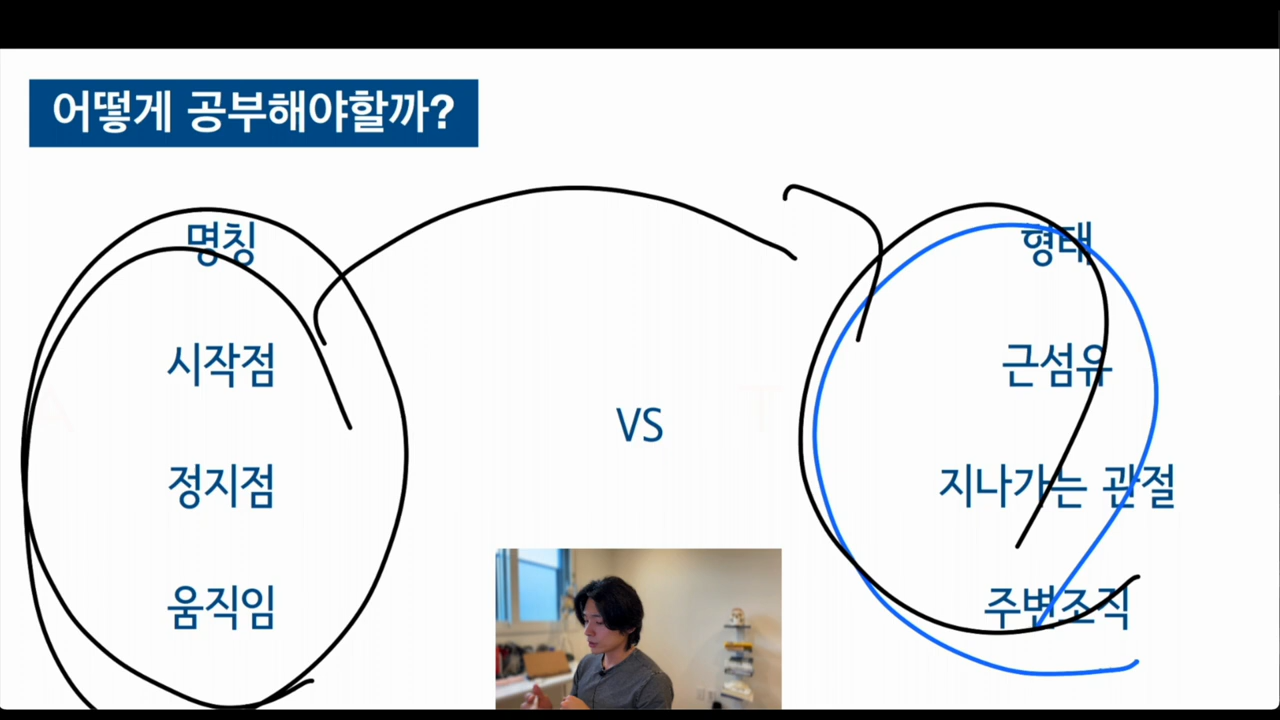 어떻게 공부해야할까?
명칭
시작점
정지점
움직임
VS
형태
근섬유
지나가는 관절
주변조직